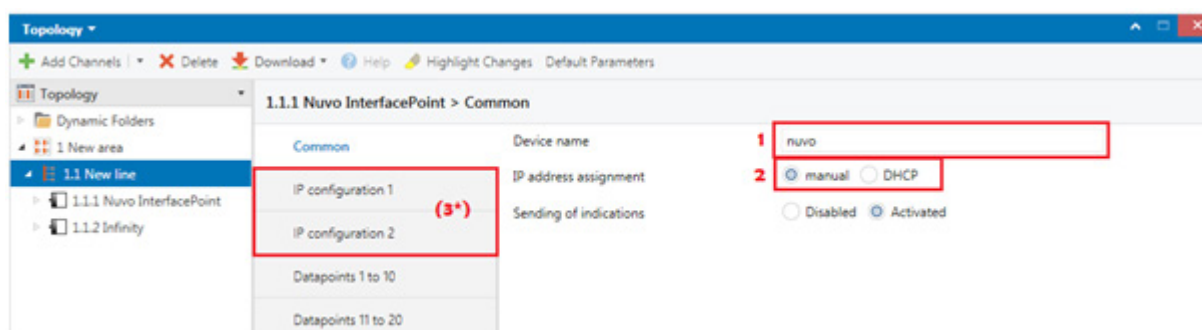 Topology
Add Channels Delete Download Help Highlight Changes Default Parameters
Topology
Dynamic Folders
1 New area
1.1 New line
1.1.1 Nuvo InterfacePoint
1.1.2 Infinity
1.1.1 Nuvo InterfacePoint > Common
Common
IP configuration 1
(3*)
IP configuration 2
Datapoints 1 to 10
Datapoints 11 to 20
Device name 1 nuvo
IP address assignment 2 manual DHCP
Sending of indications Disabled Activated